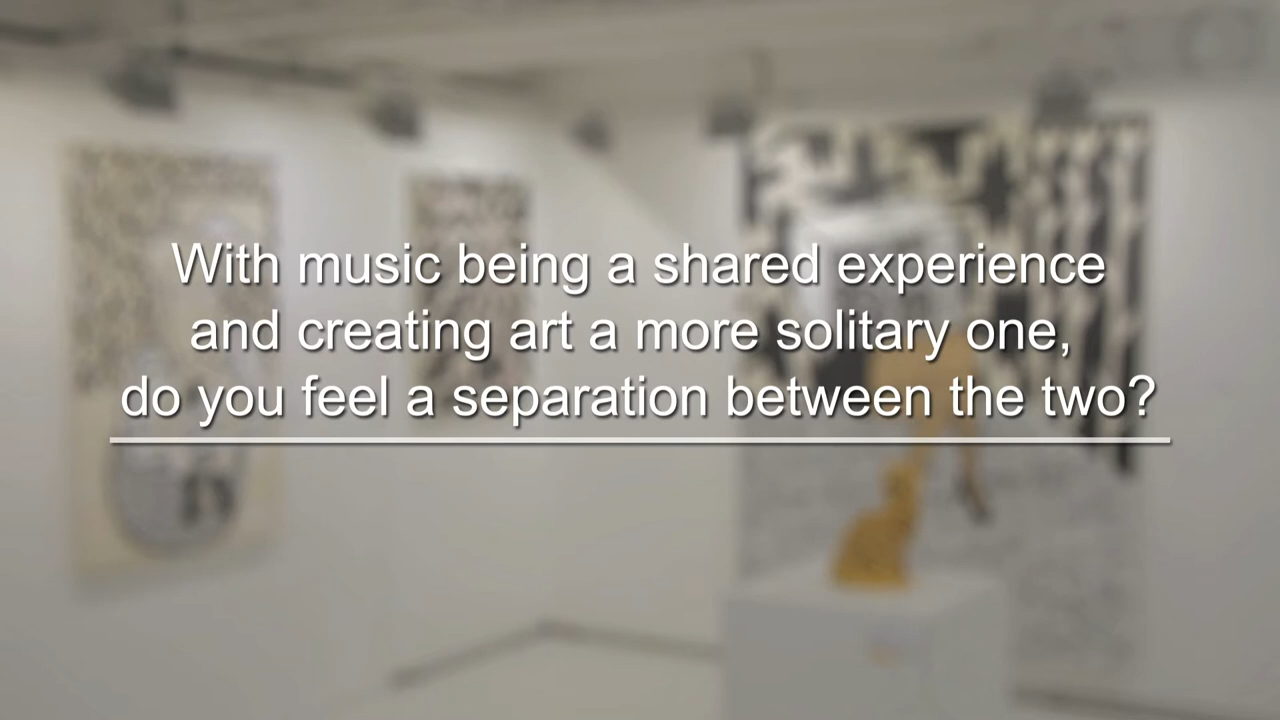 With music being a shared experience
and creating art a more solitary one,
do you feel a separation between the two?